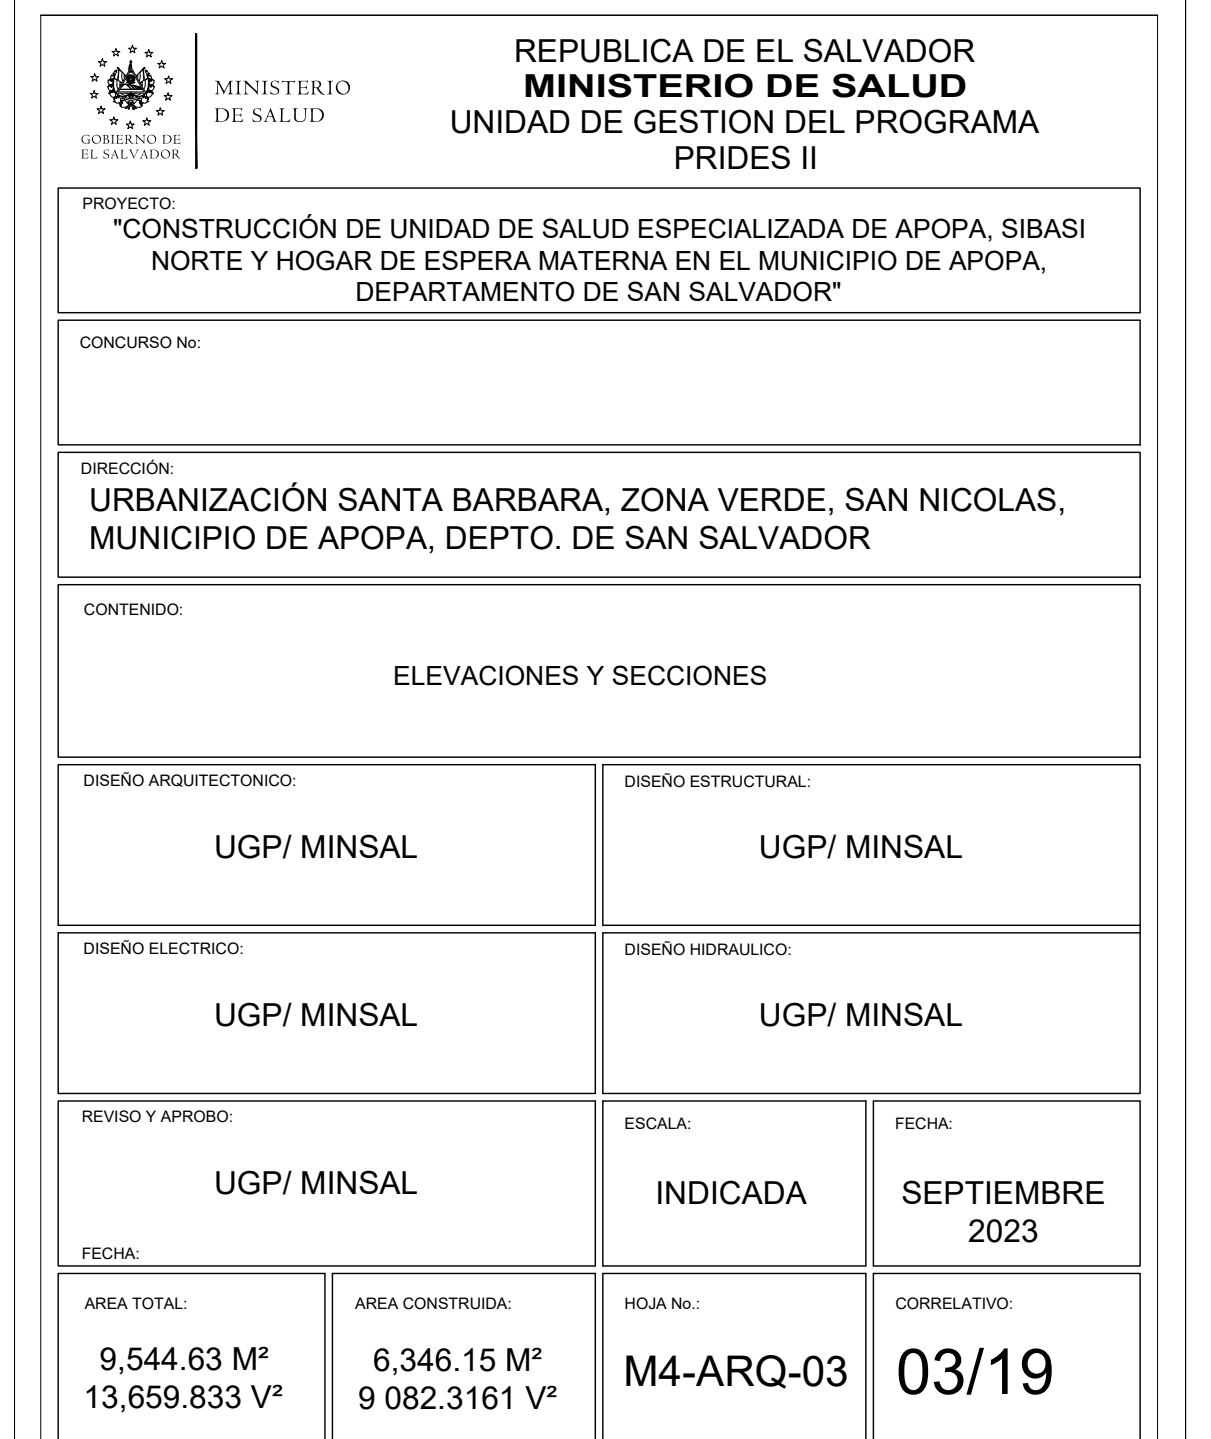 GOBIERNO DE
EL SALVADOR
MINISTERIO
DE SALUD
REPUBLICA DE EL SALVADOR
MINISTERIO DE SALUD
UNIDAD DE GESTION DEL PROGRAMA
PRIDES II
PROYECTO:
"CONSTRUCCIÓN DE UNIDAD DE SALUD ESPECIALIZADA DE APOPA, SIBASI
NORTE Y HOGAR DE ESPERA MATERNA EN EL MUNICIPIO DE APOPA,
DEPARTAMENTO DE SAN SALVADOR"
CONCURSO No:
DIRECCIÓN:
URBANIZACIÓN SANTA BARBARA, ZONA VERDE, SAN NICOLAS,
MUNICIPIO DE APOPA, DEPTO. DE SAN SALVADOR
CONTENIDO:
ELEVACIONES Y SECCIONES
DISEÑO ARQUITECTONICO:
UGP/ MINSAL
DISEÑO ESTRUCTURAL:
UGP/ MINSAL
DISEÑO ELECTRICO:
UGP/ MINSAL
DISEÑO HIDRAULICO:
UGP/ MINSAL
REVISO Y APROBO:
UGP/ MINSAL
FECHA:
ESCALA:
INDICADA
FECHA:
SEPTIEMBRE
2023
AREA TOTAL:
9,544.63 M²
13,659.833 V²
AREA CONSTRUIDA:
6,346.15 M²
9 082.3161 V²
HOJA No.:
M4-ARQ-03
CORRELATIVO:
03/19